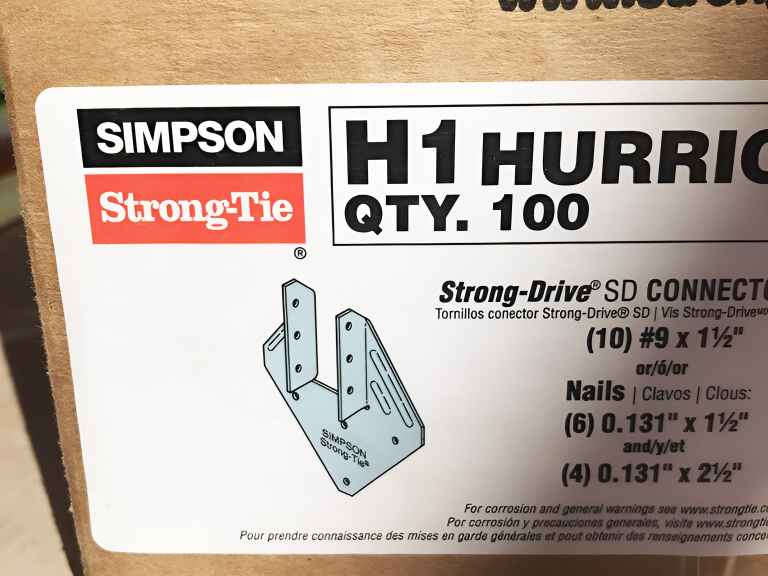 SIMPSON
Strong-Tie
®
H1 HURRIC
QTY. 100
Strong-Drive® SD CONNECTO
Tornillos conector Strong-Drive® SD | Vis Strong-Drive MD
(10) #9 x 1½"
or/ó/or
Nails | Clavos | Clous:
(6) 0.131" x 1½"
and/y/et
(4) 0.131" x 2½"
SIMPSON
Strong-Tie®
For corrosion and general warnings see www.strongtie.c
Por corrosión y precauciones generales, visite www.strongti
Pour prendre connaissance des mises en garde générales et pout obtenir des renseignements conce